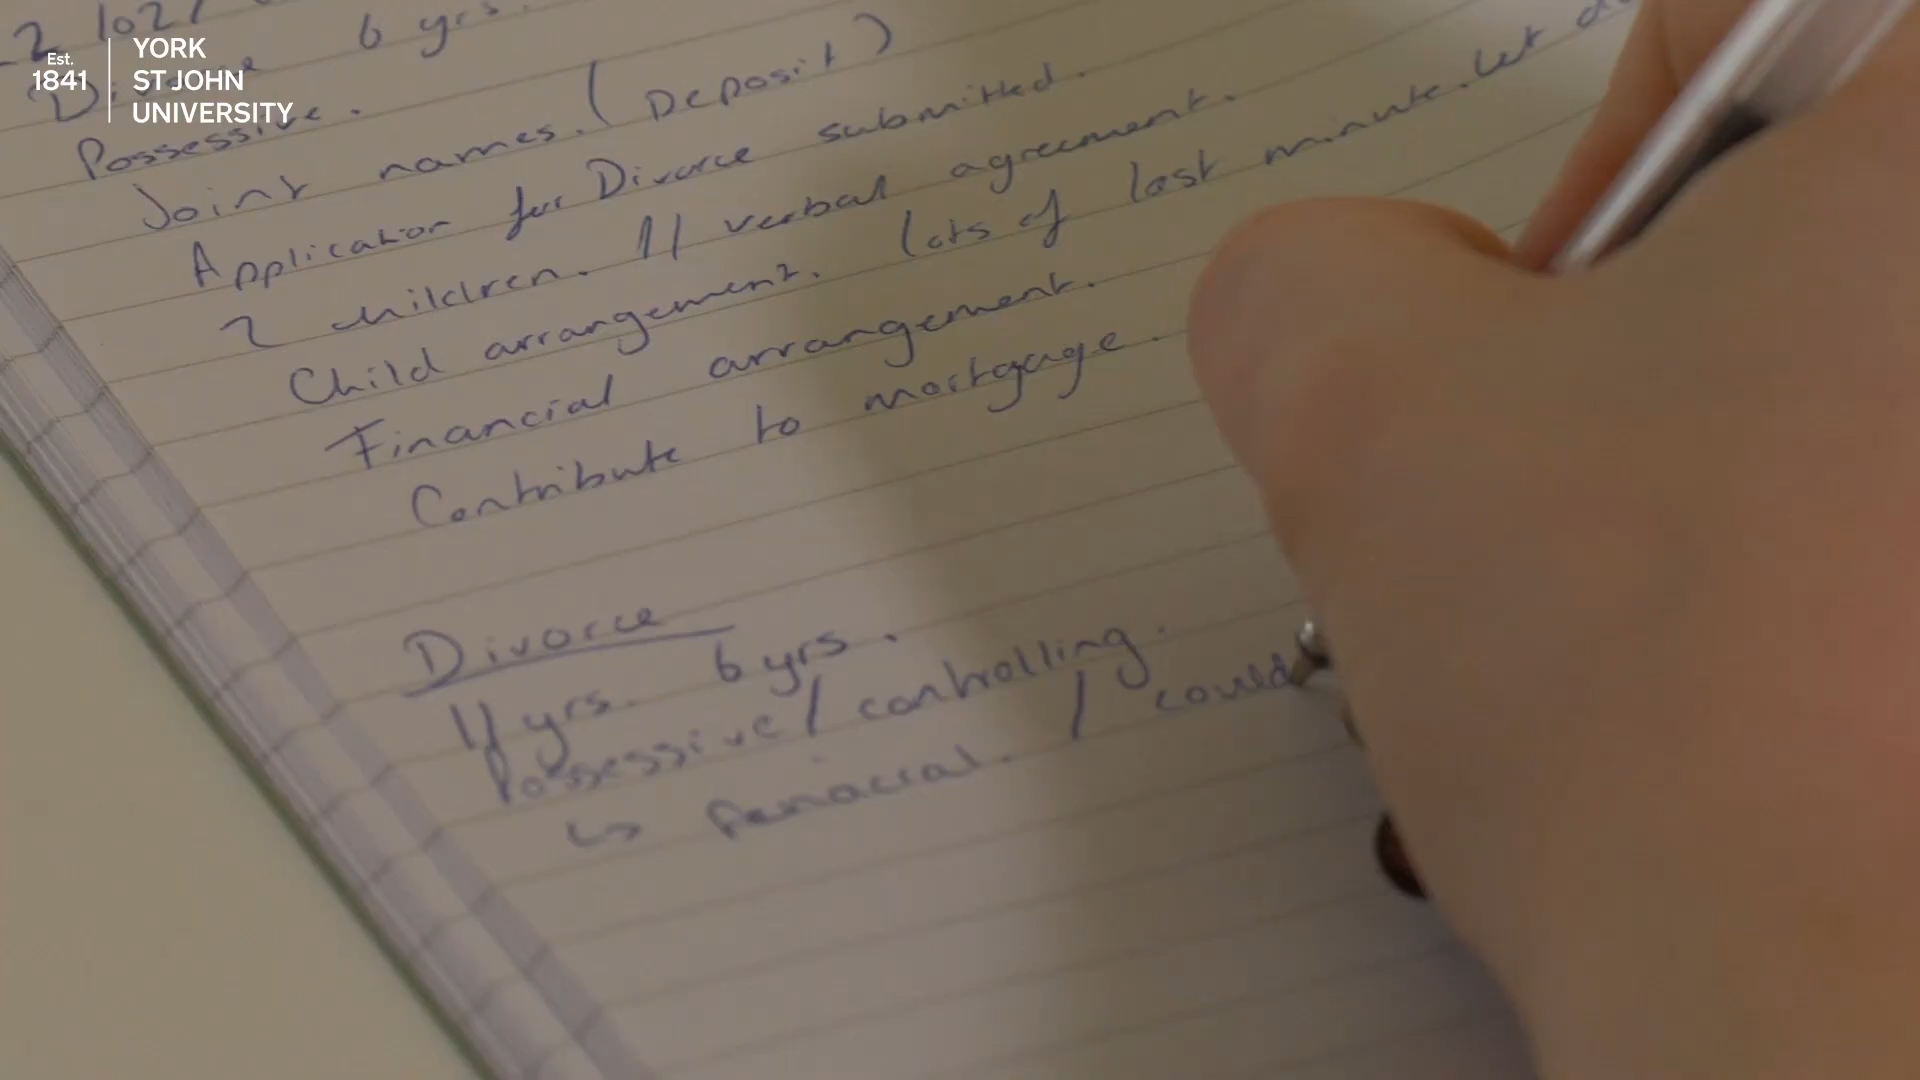 Est.
1841
YORK
ST JOHN
UNIVERSITY
6 yrs.
Possessive.
Joint names. (Deposit)
Application for Divorce submitted.
2 children. // verbal agreement.
Child arrangement. lots of last minute. let
Financial arrangement.
Contribute to mortgage.
Divorce
11 yrs. 6 yrs.
Possessive / controlling.
↳ fenacial. / could